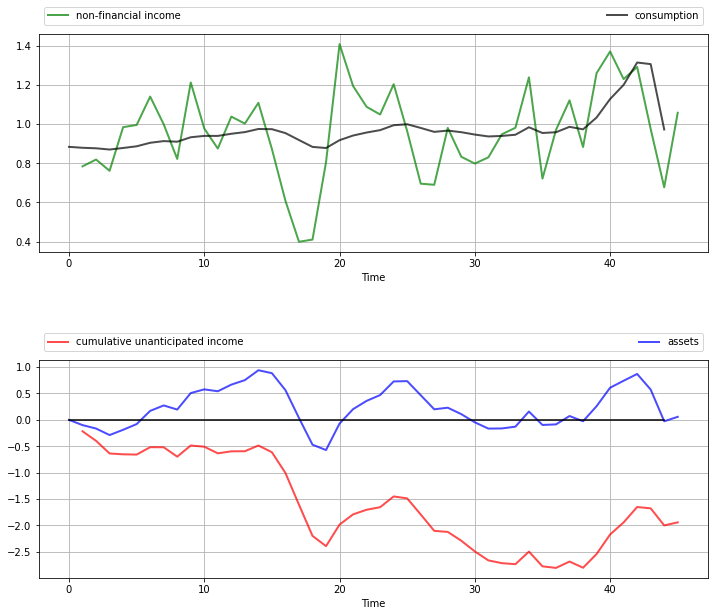 non-financial income consumption
1.4
1.2
1.0
0.8
0.6
0.4
0 10 20 30 40
Time
cumulative unanticipated income assets
1.0
0.5
0.0
−0.5
−1.0
−1.5
−2.0
−2.5
0 10 20 30 40
Time